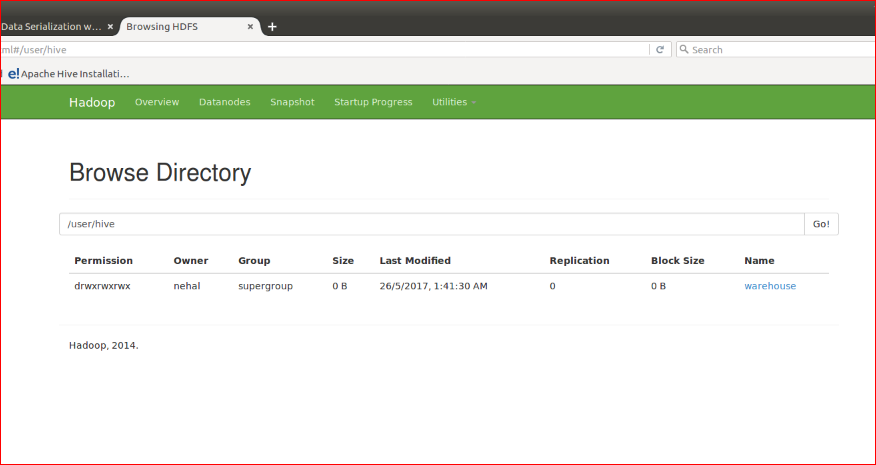 Data Serialization w... × Browsing HDFS × +
ml#/user/hive Search
e! Apache Hive Installati...
Hadoop Overview Datanodes Snapshot Startup Progress Utilities
Browse Directory
/user/hive Go!
Permission Owner Group Size Last Modified Replication Block Size Name
drwxrwxrwx nehal supergroup 0 B 26/5/2017, 1:41:30 AM 0 0 B warehouse
Hadoop, 2014.